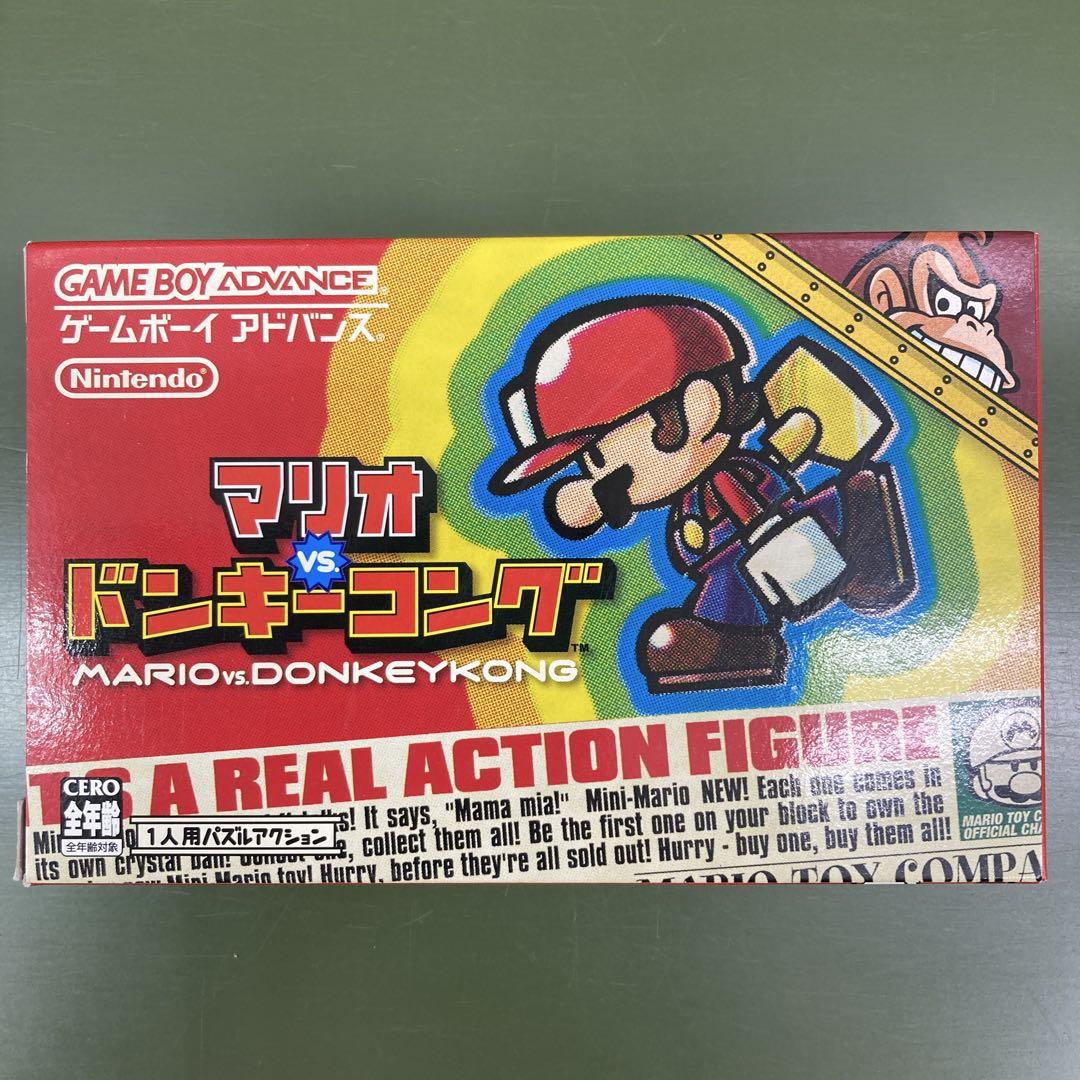 GAME BOY ADVANCE
ゲームボーイ アドバンス
Nintendo
マリオ
VS.
ドンキーコング™
MARIO vs. DONKEY KONG
A REAL ACTION FIGURE
It says, "Mama mia!" Mini-Mario NEW! Each one comes in
its own crystal ball! one, collect them all! Be the first one on your block to own the
Mini Mario toy! Hurry, before they're all sold out! Hurry - buy one, buy them all!
MARIO TOY COMPA
MARIO TOY C
OFFICIAL CHA
CERO
全年齢
全年齢対象
1人用パズルアクション